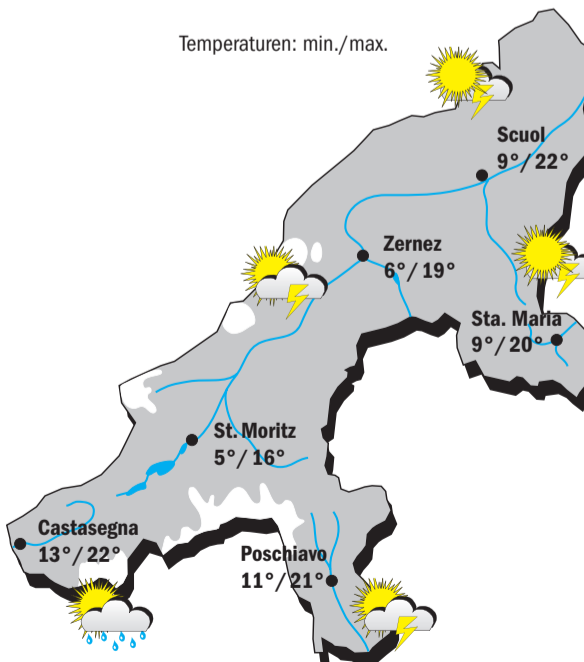 Temperaturen: min./max.
Scuol
9°/22°
Zernez
6°/19°
Sta. Maria
9°/20°
St. Moritz
5°/16°
Castasegna
13°/22°
Poschiavo
11°/21°